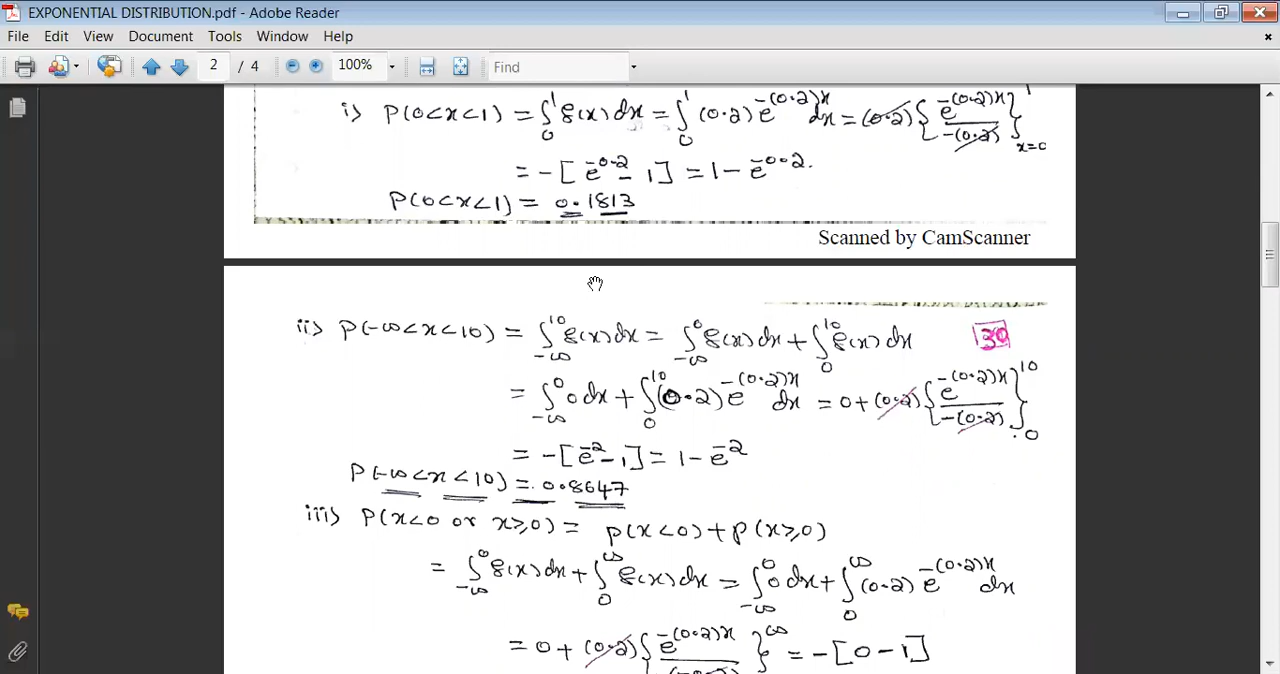 EXPONENTIAL DISTRIBUTION.pdf - Adobe Reader
File Edit View Document Tools Window Help
2 / 4 100% Find
i) P(0<x<1) = ∫₀¹ f(x) dx = ∫₀¹ (0.2) e^{-(0.2)x} dx = (0.2) { e^{-(0.2)x} / -(0.2) }¹ₓ₌₀
= -[e^{-0.2} - 1] = 1 - e^{-0.2}.
P(0<x<1) = 0.1813
Scanned by CamScanner
ii) P(-∞<x<10) = ∫_{-∞}^{10} f(x) dx = ∫_{-∞}^{0} f(x) dx + ∫₀^{10} f(x) dx 30
= ∫_{-∞}^{0} 0 dx + ∫₀^{10} (0.2) e^{-(0.2)x} dx = 0 + (0.2) { e^{-(0.2)x} / -(0.2) }₀^{10}
= -[e^{-2} - 1] = 1 - e^{-2}
P(-∞<x<10) = 0.8647
iii) P(x<0 or x≥0) = p(x<0) + p(x≥0)
= ∫_{-∞}^{0} f(x) dx + ∫₀^{∞} f(x) dx = ∫_{-∞}^{0} 0 dx + ∫₀^{∞} (0.2) e^{-(0.2)x} dx
= 0 + (0.2) { e^{-(0.2)x} / -(0.2) }^{∞} = -[0-1]